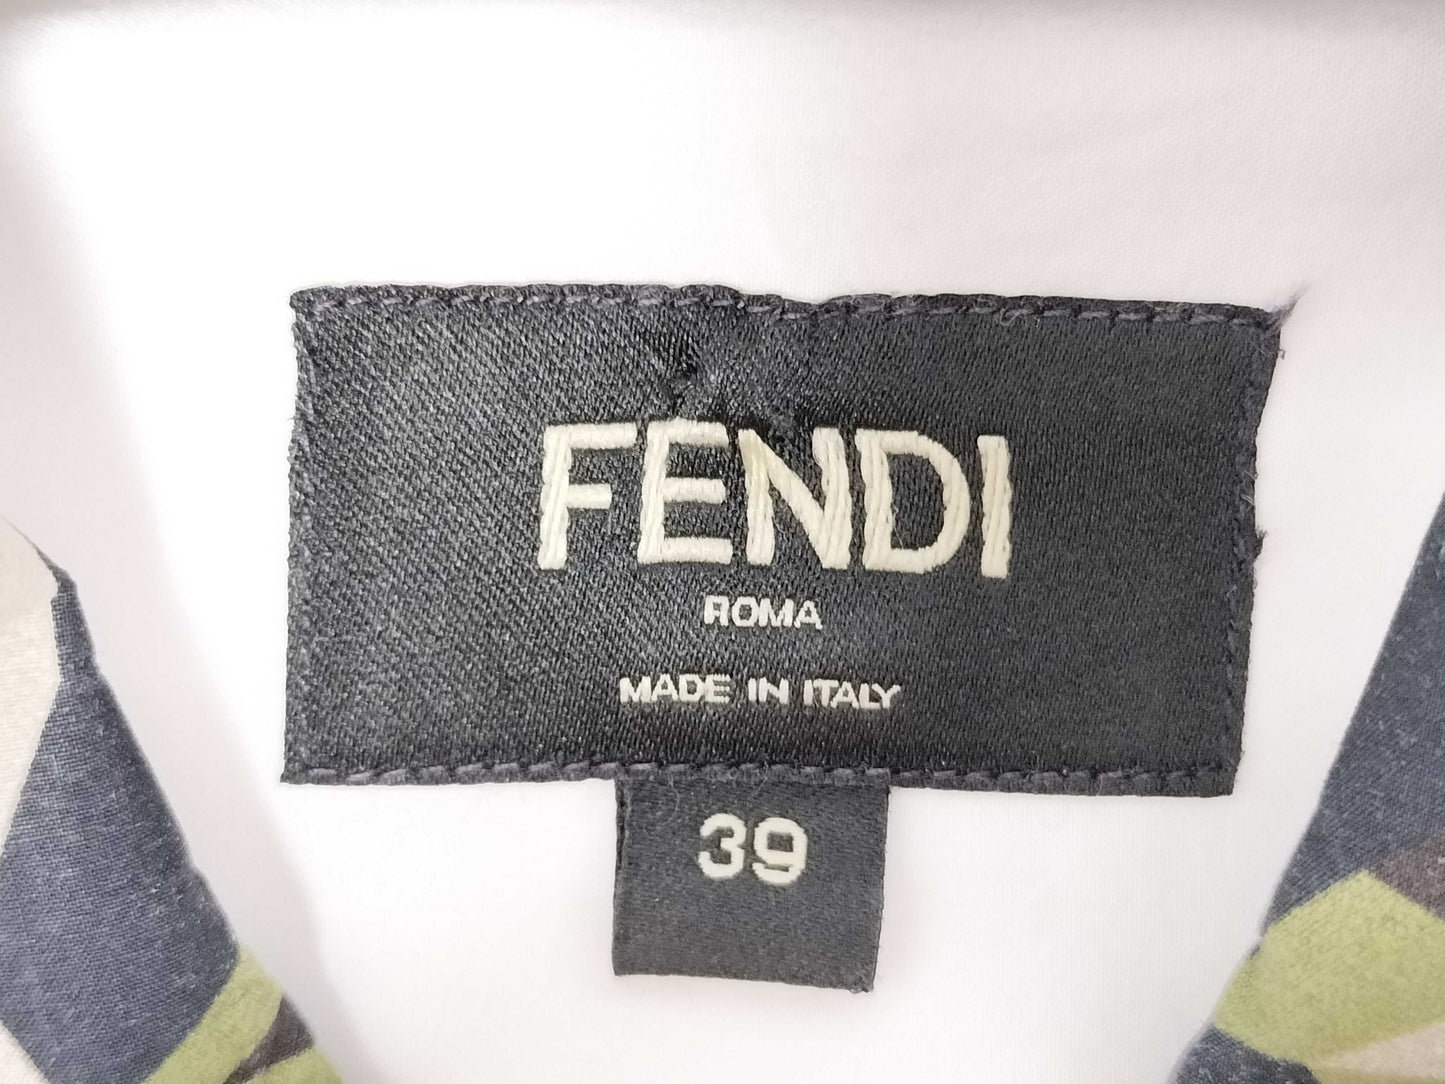 FENDI
ROMA
MADE IN ITALY
39